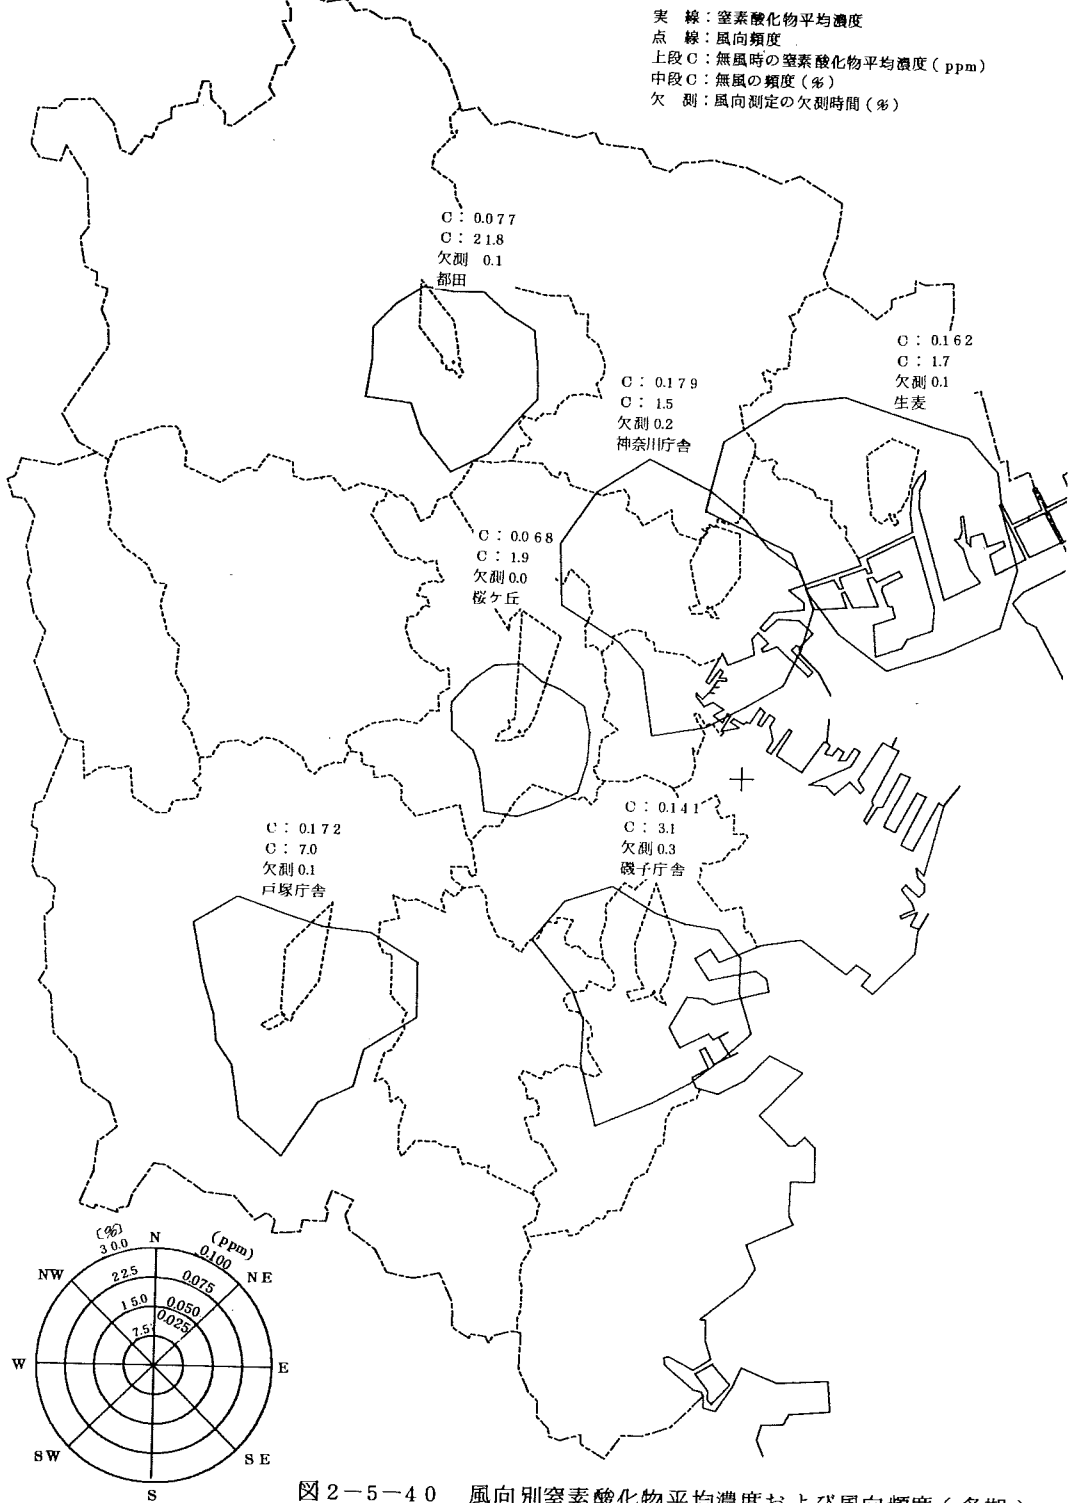 実 線：窒素酸化物平均濃度
点 線：風向頻度
上段C：無風時の窒素酸化物平均濃度(ppm)
中段C：無風の頻度(%)
欠 測：風向測定の欠測時間(%)
C：0.077
C：21.8
欠測 0.1
都田
C：0.162
C：1.7
欠測 0.1
生麦
C：0.179
C：1.5
欠測 0.2
神奈川庁舎
C：0.068
C：1.9
欠測 0.0
桜ケ丘
C：0.141
C：3.1
欠測 0.3
磯子庁舎
C：0.172
C：7.0
欠測 0.1
戸塚庁舎
〔%〕
30.0
N
(ppm)
0.100
NW
22.5
0.075
NE
15.0
0.050
7.5
0.025
W
E
SW
SE
S
図2-5-40 風向別窒素酸化物平均濃度および風向頻度(冬期)